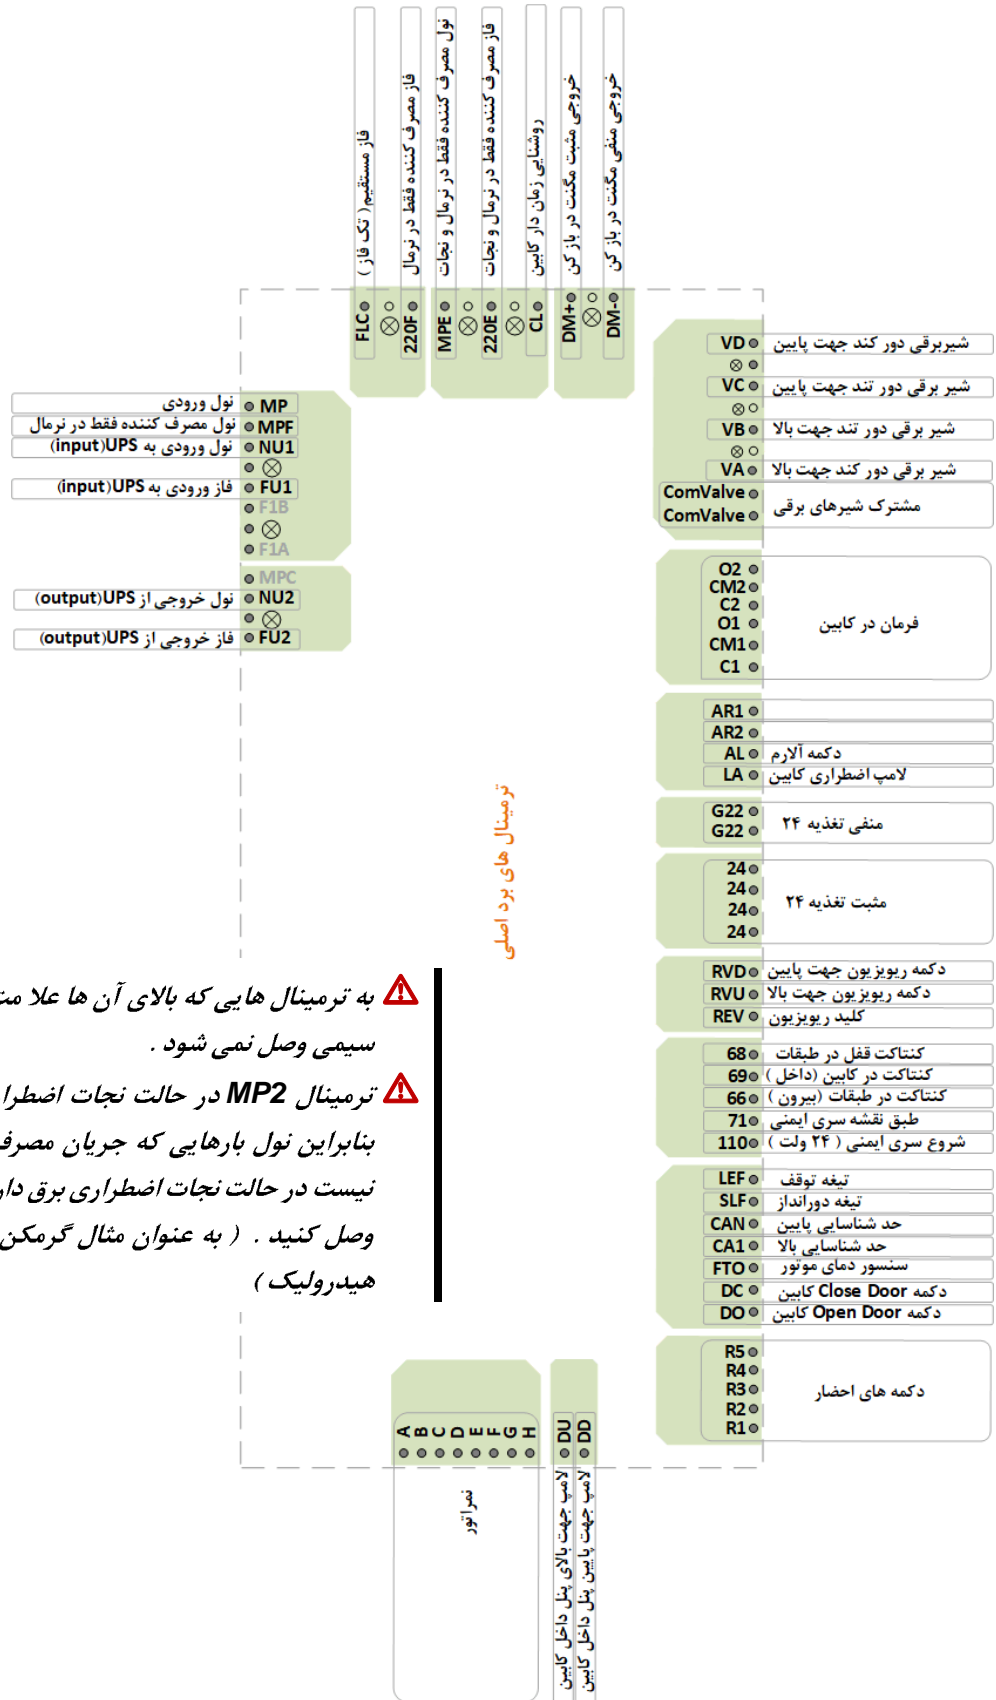 فاز مستقیم( تک فاز )
فاز مصرف کننده فقط در نرمال
نول مصرف کننده فقط در نرمال و نجات
فاز مصرف کننده فقط در نرمال و نجات
روشنایی زمان دار کابین
خروجی مثبت مگنت در باز کن
خروجی منفی مگنت در باز کن
FLC
220F
MPE
220E
CL
DM+
DM-
MP نول ورودی
MPF نول مصرف کننده فقط در نرمال
NU1 نول ورودی به UPS(input)
FU1 فاز ورودی به UPS(input)
F1B
F1A
MPC
NU2 نول خروجی از UPS(output)
FU2 فاز خروجی از UPS(output)
VD شیربرقی دور کند جهت پایین
VC شیر برقی دور تند جهت پایین
VB شیر برقی دور تند جهت بالا
VA شیر برقی دور کند جهت بالا
ComValve
ComValve
مشترک شیرهای برقی
O2
CM2
C2
O1
CM1
C1
فرمان در کابین
AR1
AR2
AL دکمه آلارم
LA لامپ اضطراری کابین
G22
G22
منفی تغذیه ۲۴
24
24
24
24
مثبت تغذیه ۲۴
RVD دکمه ریویزیون جهت پایین
RVU دکمه ریویزیون جهت بالا
REV کلید ریویزیون
68 کنتاکت قفل در طبقات
69 کنتاکت در کابین (داخل )
66 کنتاکت در طبقات (بیرون )
71 طبق نقشه سری ایمنی
110 شروع سری ایمنی ( ۲۴ ولت )
LEF تیغه توقف
SLF تیغه دورانداز
CAN حد شناسایی پایین
CA1 حد شناسایی بالا
FTO سنسور دمای موتور
DC دکمه Close Door کابین
DO دکمه Open Door کابین
R5
R4
R3
R2
R1
دکمه های احضار
ترمینال های برد اصلی
به ترمینال هایی که بالای آن ها علا مت
سیمی وصل نمی شود .
ترمینال MP2 در حالت نجات اضطرا
بنابراین نول بارهایی که جریان مصرف
نیست در حالت نجات اضطراری برق دار
وصل کنید . ( به عنوان مثال گرمکن
هیدرولیک )
A
B
C
D
E
F
G
H
نمراتور
DU
DD
لامپ جهت بالای پنل داخل کابین
لامپ جهت پایین پنل داخل کابین